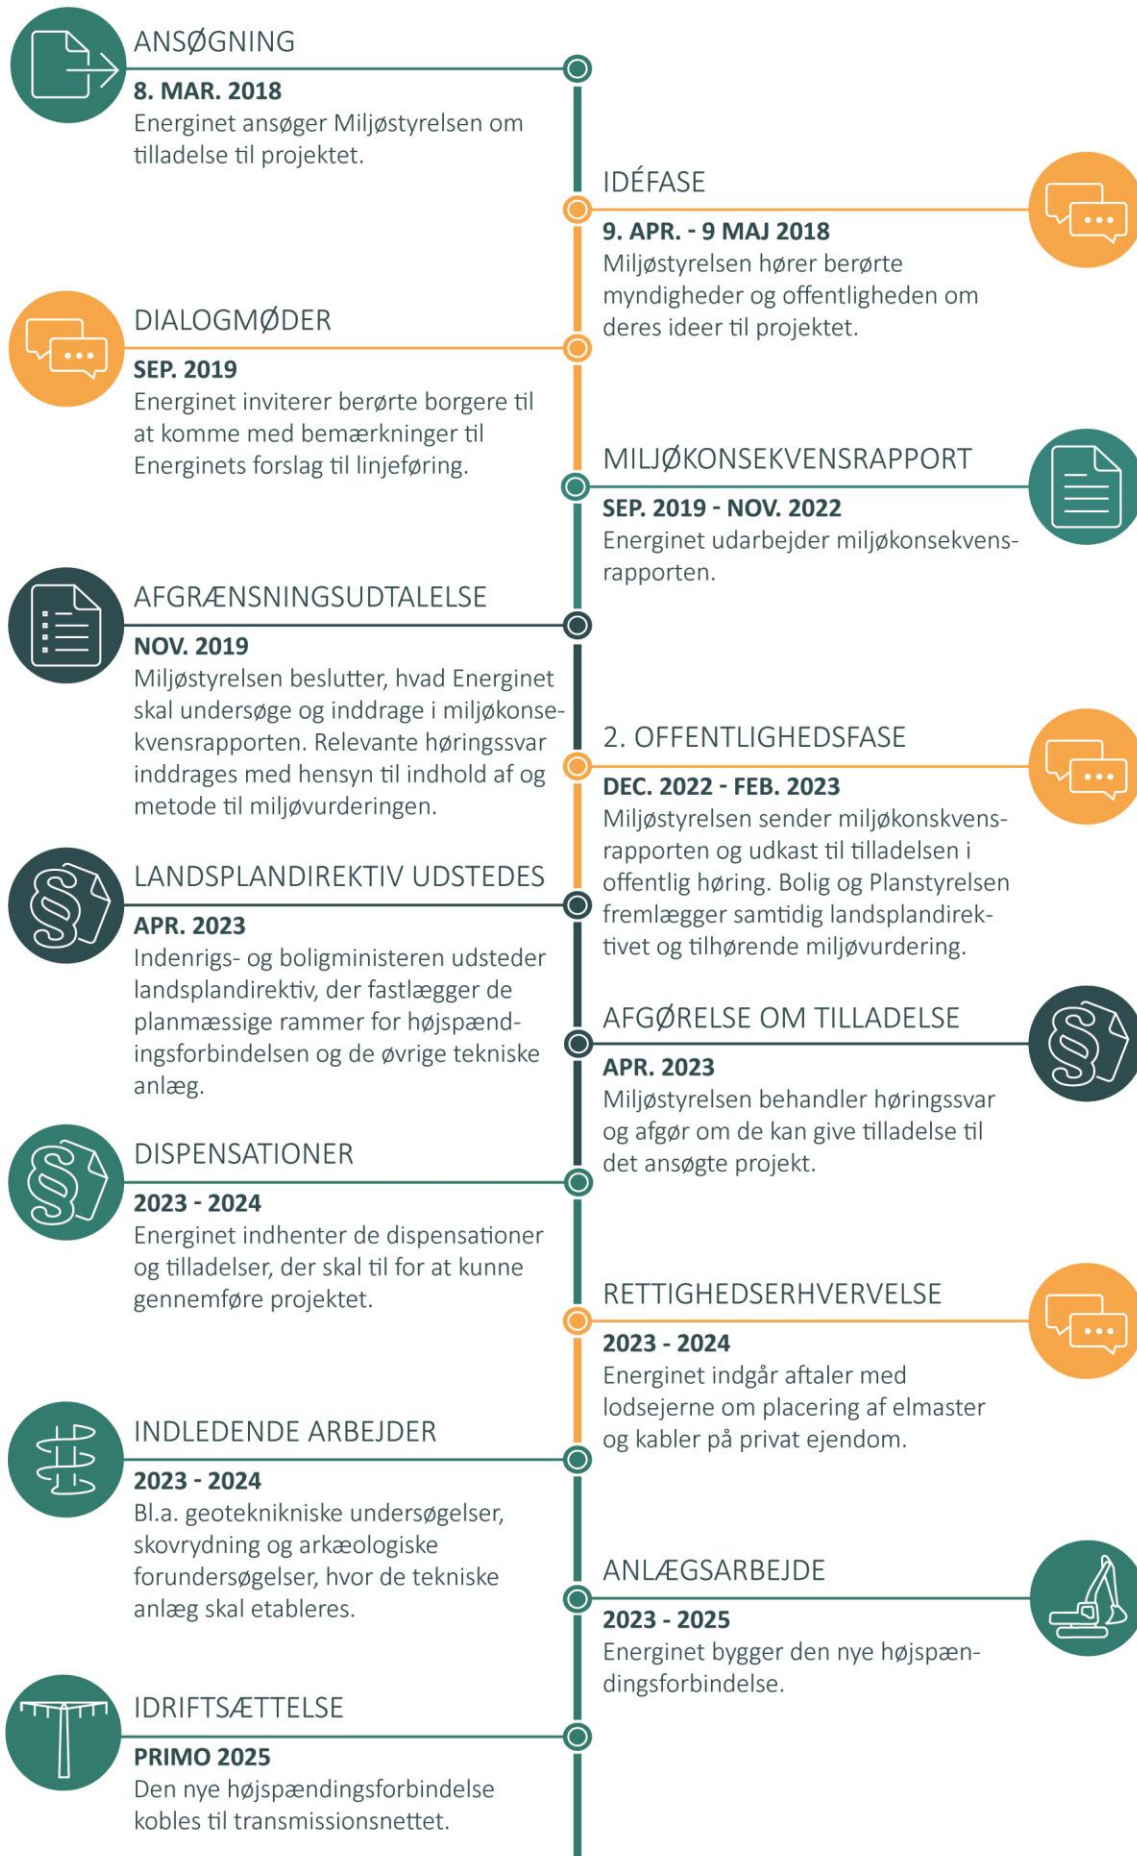 ANSØGNING
8. MAR. 2018
Energinet ansøger Miljøstyrelsen om
tilladelse til projektet.
IDÉFASE
9. APR. - 9 MAJ 2018
Miljøstyrelsen hører berørte
myndigheder og offentligheden om
deres ideer til projektet.
DIALOGMØDER
SEP. 2019
Energinet inviterer berørte borgere til
at komme med bemærkninger til
Energinets forslag til linjeføring.
MILJØKONSEKVENSRAPPORT
SEP. 2019 - NOV. 2022
Energinet udarbejder miljøkonsekvens-
rapporten.
AFGRÆNSNINGSUDTALELSE
NOV. 2019
Miljøstyrelsen beslutter, hvad Energinet
skal undersøge og inddrage i miljøkonse-
kvensrapporten. Relevante høringssvar
inddrages med hensyn til indhold af og
metode til miljøvurderingen.
2. OFFENTLIGHEDSFASE
DEC. 2022 - FEB. 2023
Miljøstyrelsen sender miljøkonskvens-
rapporten og udkast til tilladelsen i
offentlig høring. Bolig og Planstyrelsen
fremlægger samtidig landsplandirek-
tivet og tilhørende miljøvurdering.
LANDSPLANDIREKTIV UDSTEDES
APR. 2023
Indenrigs- og boligministeren udsteder
landsplandirektiv, der fastlægger de
planmæssige rammer for højspænd-
ingsforbindelsen og de øvrige tekniske
anlæg.
AFGØRELSE OM TILLADELSE
APR. 2023
Miljøstyrelsen behandler høringssvar
og afgør om de kan give tilladelse til
det ansøgte projekt.
DISPENSATIONER
2023 - 2024
Energinet indhenter de dispensationer
og tilladelser, der skal til for at kunne
gennemføre projektet.
RETTIGHEDSERHVERVELSE
2023 - 2024
Energinet indgår aftaler med
lodsejerne om placering af elmaster
og kabler på privat ejendom.
INDLEDENDE ARBEJDER
2023 - 2024
Bl.a. geoteknikniske undersøgelser,
skovrydning og arkæologiske
forundersøgelser, hvor de tekniske
anlæg skal etableres.
ANLÆGSARBEJDE
2023 - 2025
Energinet bygger den nye højspæn-
dingsforbindelse.
IDRIFTSÆTTELSE
PRIMO 2025
Den nye højspændingsforbindelse
kobles til transmissionsnettet.